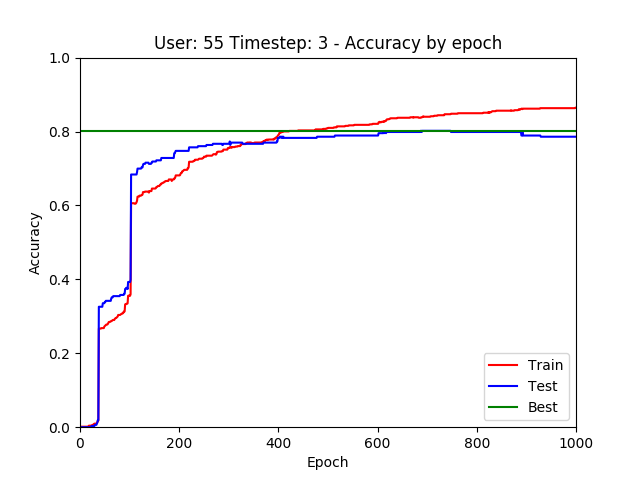 User: 55 Timestep: 3 - Accuracy by epoch
1.0
0.8
0.6
0.4
0.2
0.0
Accuracy
0 200 400 600 800 1000
Epoch
Train
Test
Best